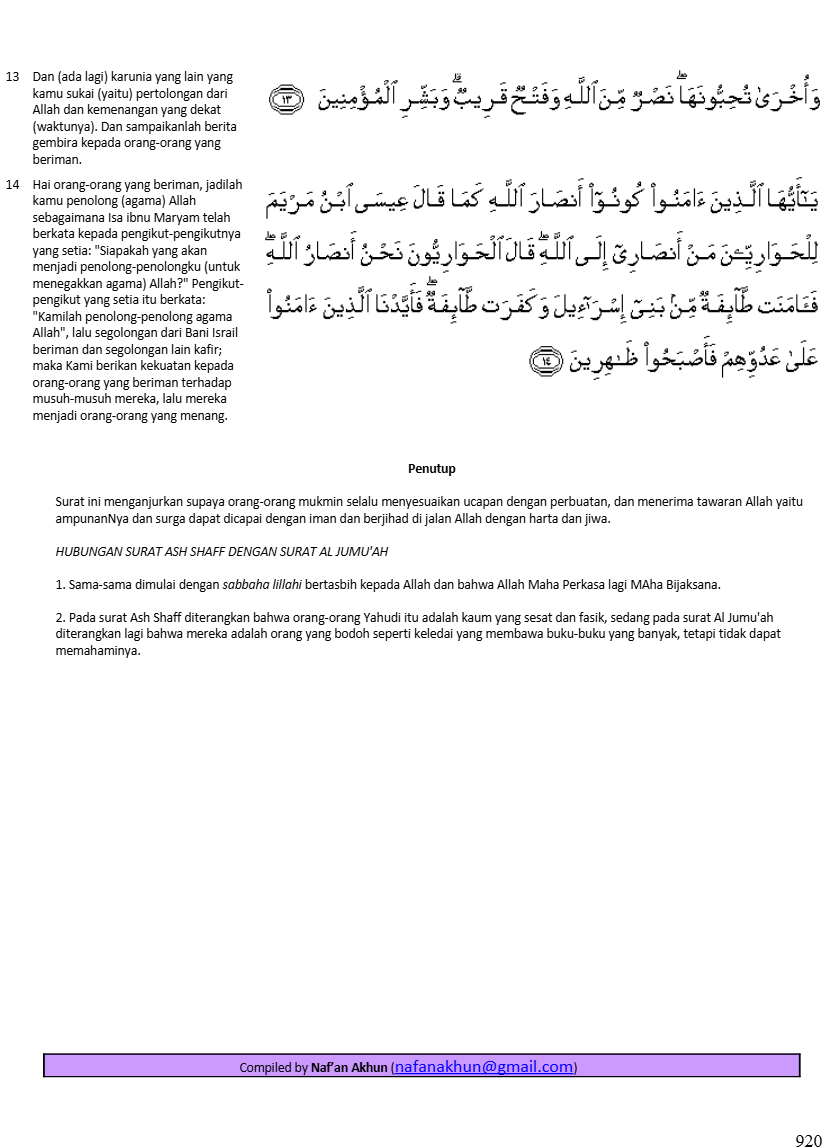 13 Dan (ada lagi) karunia yang lain yang
kamu sukai (yaitu) pertolongan dari
Allah dan kemenangan yang dekat
(waktunya). Dan sampaikanlah berita
gembira kepada orang-orang yang
beriman.
وَأُخْرَىٰ تُحِبُّونَهَا ۖ نَصْرٌ مِّنَ ٱللَّهِ وَفَتْحٌ قَرِيبٌ ۗ وَبَشِّرِ ٱلْمُؤْمِنِينَ ١٣
14 Hai orang-orang yang beriman, jadilah
kamu penolong (agama) Allah
sebagaimana Isa ibnu Maryam telah
berkata kepada pengikut-pengikutnya
yang setia: "Siapakah yang akan
menjadi penolong-penolongku (untuk
menegakkan agama) Allah?" Pengikut-
pengikut yang setia itu berkata:
"Kamilah penolong-penolong agama
Allah", lalu segolongan dari Bani Israil
beriman dan segolongan lain kafir;
maka Kami berikan kekuatan kepada
orang-orang yang beriman terhadap
musuh-musuh mereka, lalu mereka
menjadi orang-orang yang menang.
يَـٰٓأَيُّهَا ٱلَّذِينَ ءَامَنُوا۟ كُونُوٓا۟ أَنصَارَ ٱللَّهِ كَمَا قَالَ عِيسَى ٱبْنُ مَرْيَمَ
لِلْحَوَارِيِّـۧنَ مَنْ أَنصَارِىٓ إِلَى ٱللَّهِ ۖ قَالَ ٱلْحَوَارِيُّونَ نَحْنُ أَنصَارُ ٱللَّهِ ۖ
فَـَٔامَنَت طَّآئِفَةٌ مِّنۢ بَنِىٓ إِسْرَٰٓءِيلَ وَكَفَرَت طَّآئِفَةٌ ۖ فَأَيَّدْنَا ٱلَّذِينَ ءَامَنُوا۟
عَلَىٰ عَدُوِّهِمْ فَأَصْبَحُوا۟ ظَـٰهِرِينَ ١٤
Penutup
Surat ini menganjurkan supaya orang-orang mukmin selalu menyesuaikan ucapan dengan perbuatan, dan menerima tawaran Allah yaitu
ampunanNya dan surga dapat dicapai dengan iman dan berjihad di jalan Allah dengan harta dan jiwa.
HUBUNGAN SURAT ASH SHAFF DENGAN SURAT AL JUMU'AH
1. Sama-sama dimulai dengan sabbaha lillahi bertasbih kepada Allah dan bahwa Allah Maha Perkasa lagi MAha Bijaksana.
2. Pada surat Ash Shaff diterangkan bahwa orang-orang Yahudi itu adalah kaum yang sesat dan fasik, sedang pada surat Al Jumu'ah
diterangkan lagi bahwa mereka adalah orang yang bodoh seperti keledai yang membawa buku-buku yang banyak, tetapi tidak dapat
memahaminya.
Compiled by Naf’an Akhun (nafanakhun@gmail.com)
920